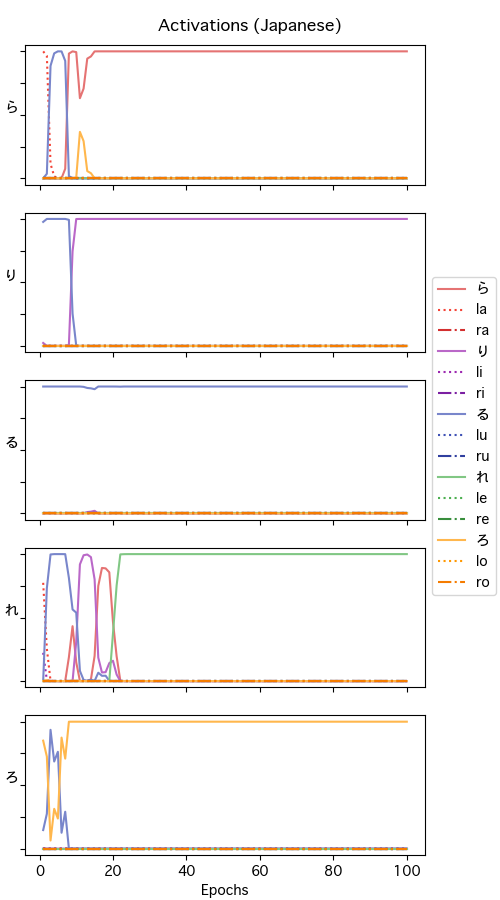 Activations (Japanese)
ら
り
る
れ
ろ
ら
la
ra
り
li
ri
る
lu
ru
れ
le
re
ろ
lo
ro
0 20 40 60 80 100
Epochs